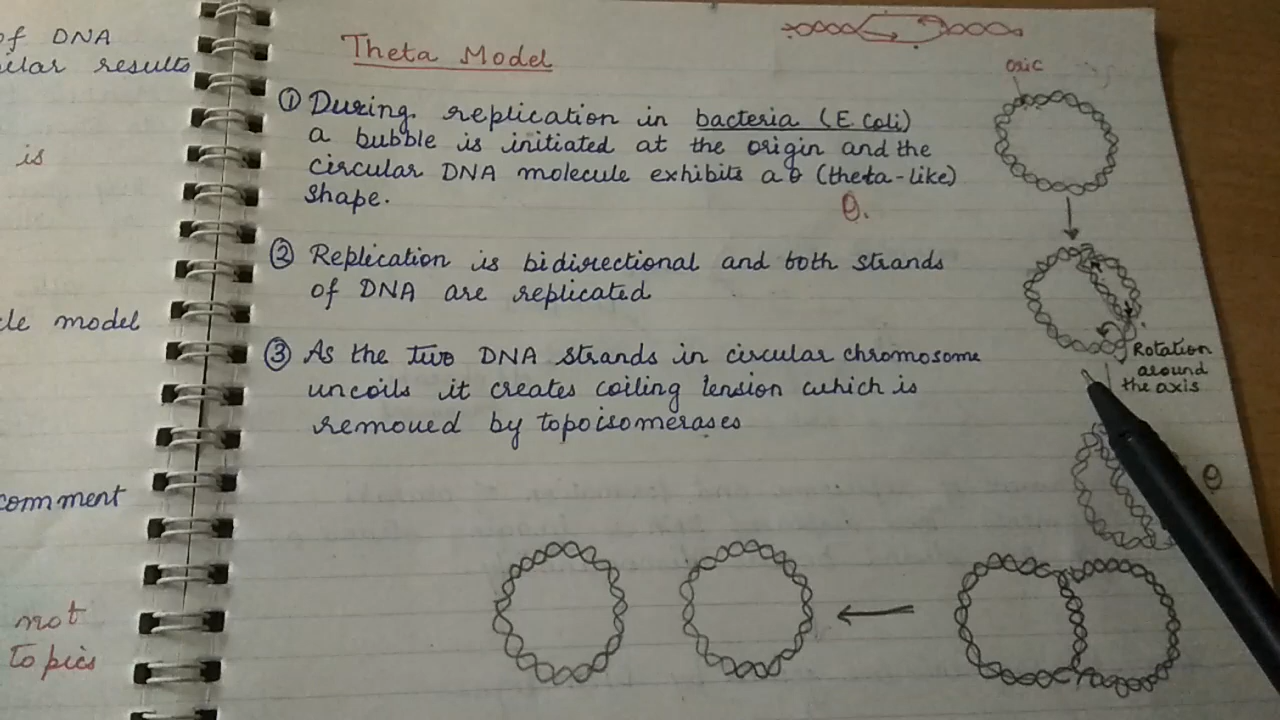 of DNA
results
is
model
comment
not
Topics
Theta Model
① During replication in bacteria (E. Coli)
a bubble is initiated at the origin and the
circular DNA molecule exhibits a θ (theta-like)
shape.
θ.
② Replication is bidirectional and both strands
of DNA are replicated
③ As the two DNA strands in circular chromosome
uncoils it creates coiling tension which is
removed by topoisomerases
oric
Rotation
around
the axis
θ